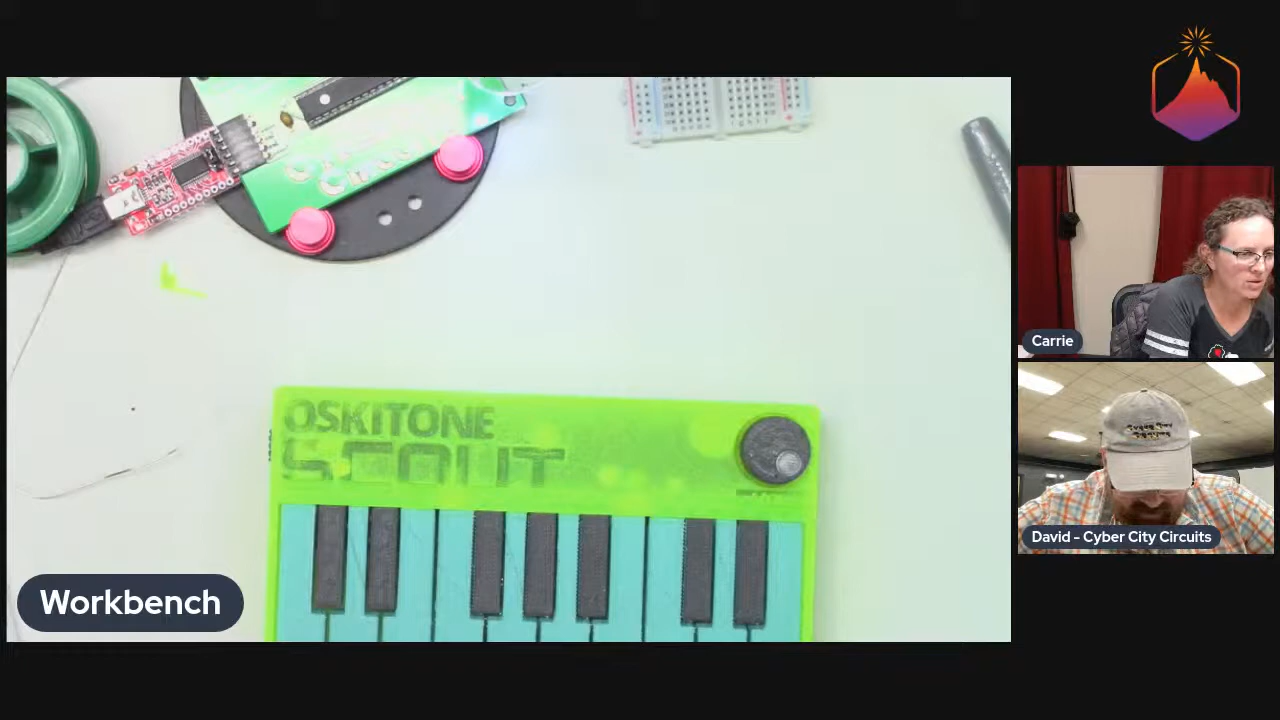 OSKITONE
SCOUT
Workbench
Carrie
David - Cyber City Circuits